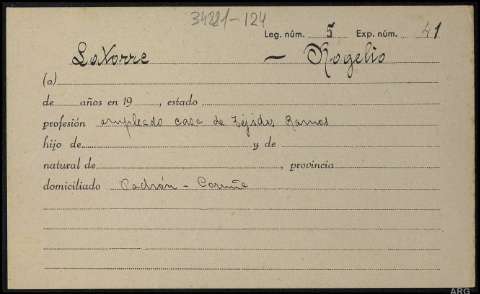 34221-124
Leg. núm. 5 Exp. núm. 41
Latorre - Rogelio
(a)
de años en 19 , estado
profesión empleado casa de Tejidos Ramos
hijo de y de
natural de , provincia
domiciliado Padrón - Coruña
ARG